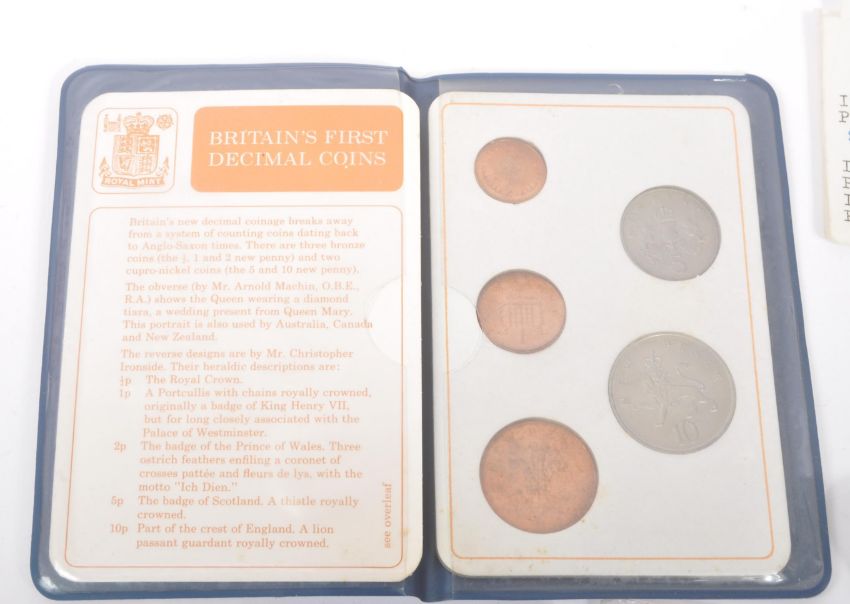 ROYAL MINT
BRITAIN'S FIRST
DECIMAL COINS
Britain's new decimal coinage breaks away
from a system of counting coins dating back
to Anglo-Saxon times. There are three bronze
coins (the ½, 1 and 2 new penny) and two
cupro-nickel coins (the 5 and 10 new penny).
The obverse (by Mr. Arnold Machin, O.B.E.,
R.A.) shows the Queen wearing a diamond
tiara, a wedding present from Queen Mary.
This portrait is also used by Australia, Canada
and New Zealand.
The reverse designs are by Mr. Christopher
Ironside. Their heraldic descriptions are:
½p The Royal Crown.
1p A Portcullis with chains royally crowned,
originally a badge of King Henry VII,
but for long closely associated with the
Palace of Westminster.
2p The badge of the Prince of Wales. Three
ostrich feathers enfiling a coronet of
crosses pattée and fleurs de lys, with the
motto "Ich Dien."
5p The badge of Scotland. A thistle royally
crowned.
10p Part of the crest of England. A lion
passant guardant royally crowned.
see overleaf
5
10